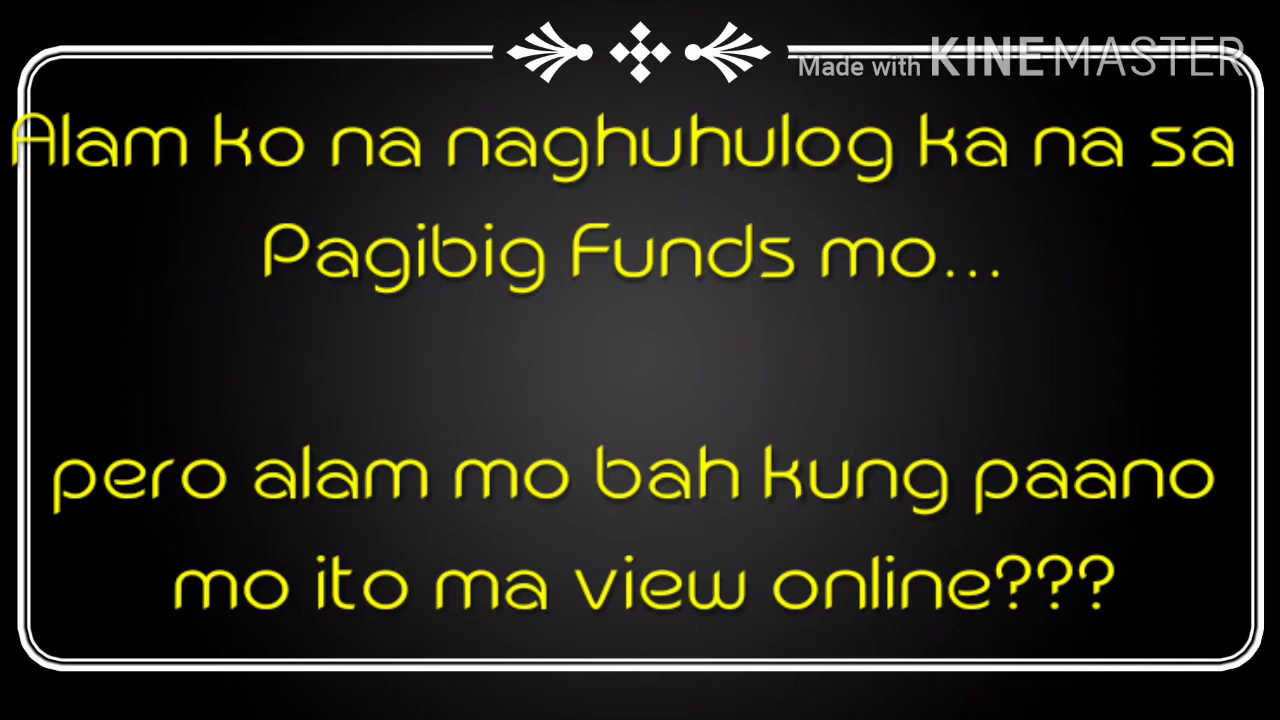 Made with KINEMASTER
Alam ko na naghuhulog ka na sa
Pagibig Funds mo...
pero alam mo bah kung paano
mo ito ma view online???